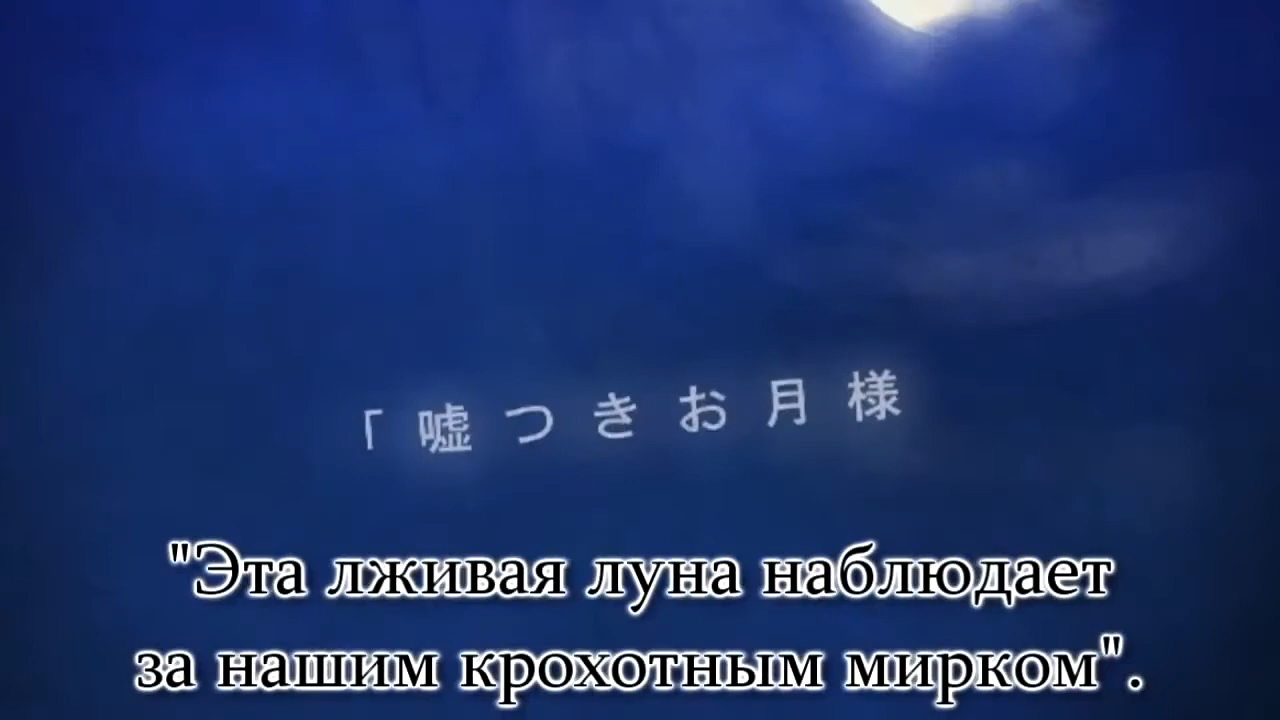 「嘘つきお月様
"Эта лживая луна наблюдает
за нашим крохотным мирком".